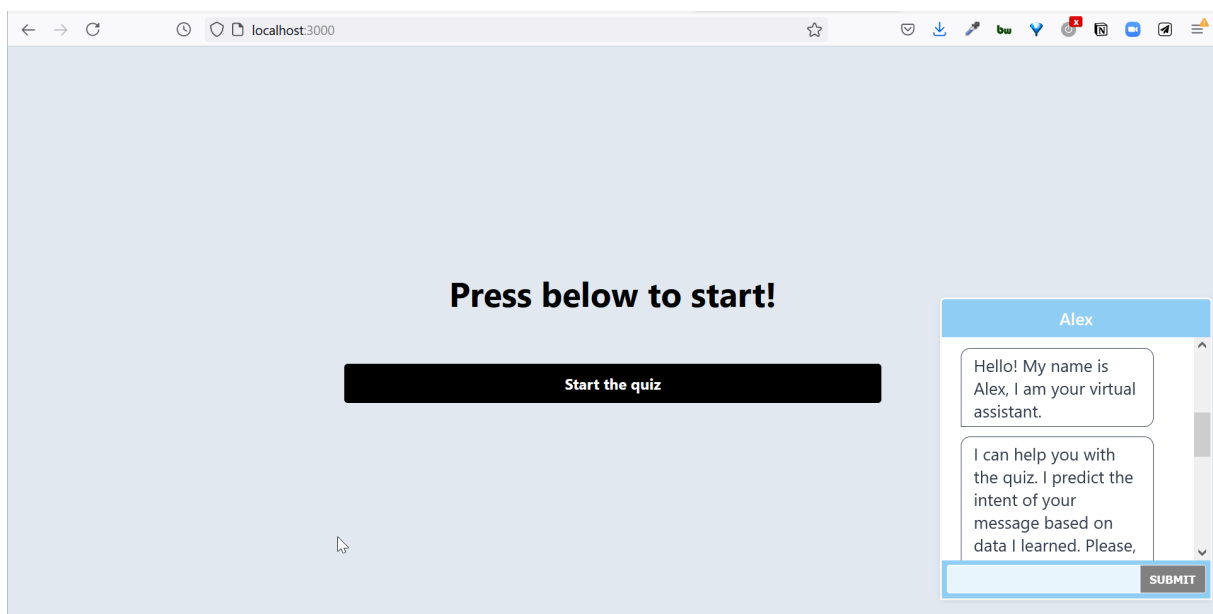 localhost:3000
bw
x
N
Press below to start!
Start the quiz
Alex
Hello! My name is
Alex, I am your virtual
assistant.
I can help you with
the quiz. I predict the
intent of your
message based on
data I learned. Please,
SUBMIT